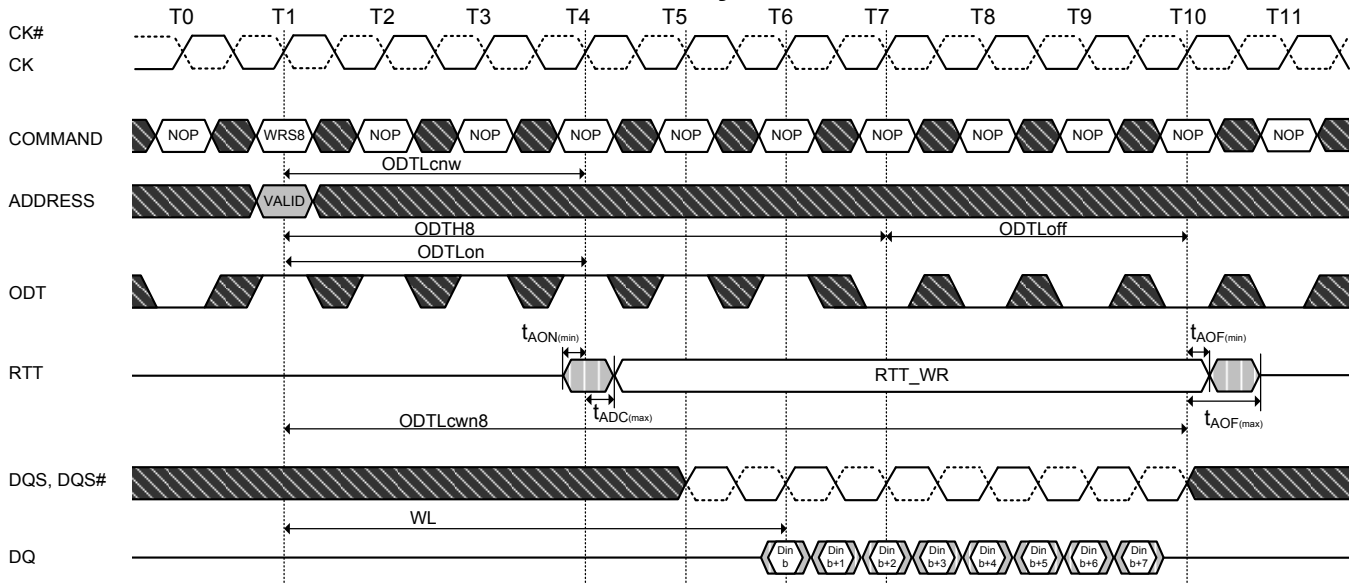 T0 T1 T2 T3 T4 T5 T6 T7 T8 T9 T10 T11
CK#
CK
COMMAND NOP WRS8 NOP NOP NOP NOP NOP NOP NOP NOP NOP NOP
ODTLcnw
ADDRESS VALID
ODTH8 ODTLoff
ODTLon
ODT
tAON(min) tAOF(min)
RTT RTT_WR
tADC(max) tAOF(max)
ODTLcwn8
DQS, DQS#
WL
DQ Din b Din b+1 Din b+2 Din b+3 Din b+4 Din b+5 Din b+6 Din b+7